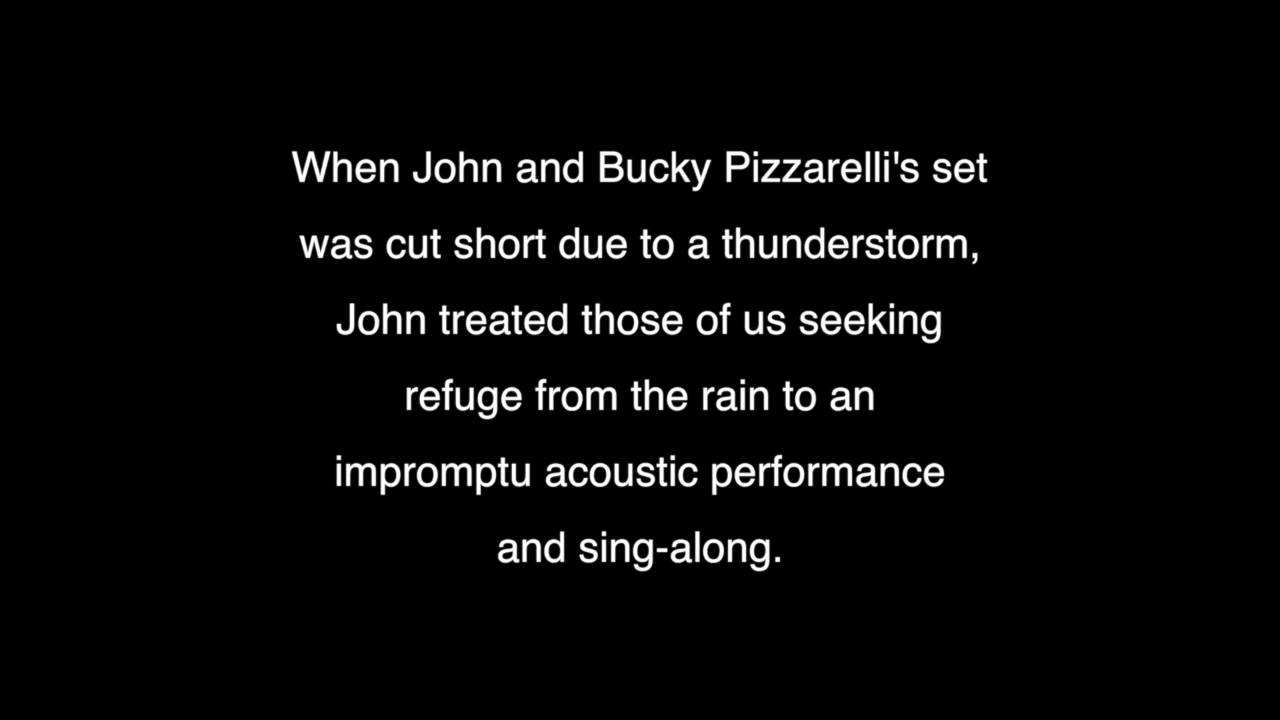 When John and Bucky Pizzarelli's set
was cut short due to a thunderstorm,
John treated those of us seeking
refuge from the rain to an
impromptu acoustic performance
and sing-along.